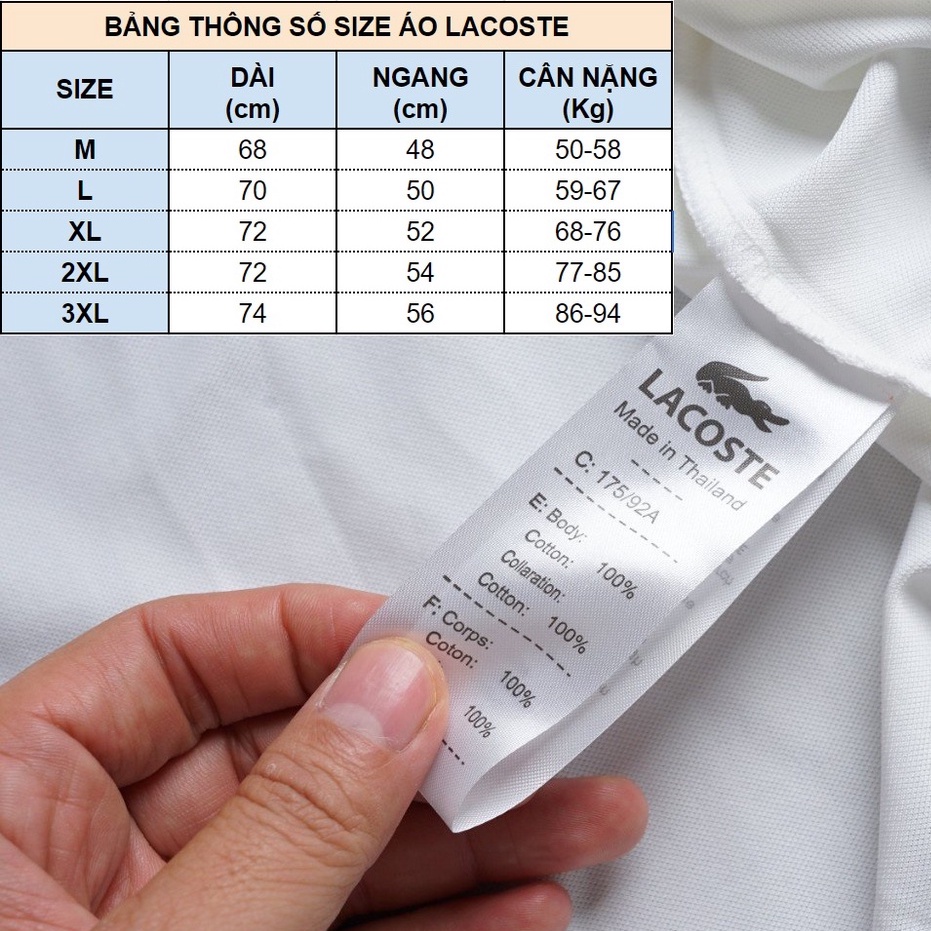 BẢNG THÔNG SỐ SIZE ÁO LACOSTE
SIZE DÀI (cm) NGANG (cm) CÂN NẶNG (Kg)
M 68 48 50-58
L 70 50 59-67
XL 72 52 68-76
2XL 72 54 77-85
3XL 74 56 86-94
LACOSTE
Made in Thailand
C: 175/92A
E: Body:
Cotton: 100%
Collaration:
Cotton: 100%
F: Corps:
Coton: 100%
100%